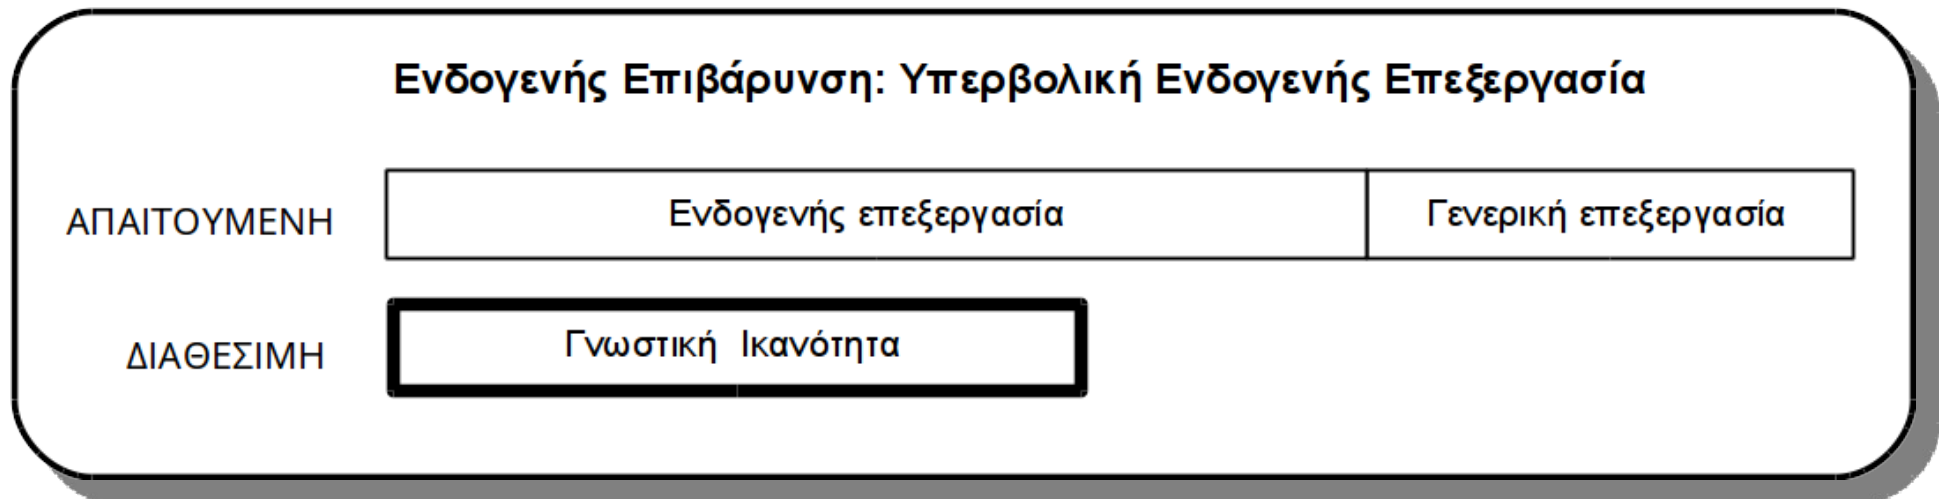 Ενδογενής Επιβάρυνση: Υπερβολική Ενδογενής Επεξεργασία
ΑΠΑΙΤΟΥΜΕΝΗ
Ενδογενής επεξεργασία
Γενερική επεξεργασία
ΔΙΑΘΕΣΙΜΗ
Γνωστική Ικανότητα